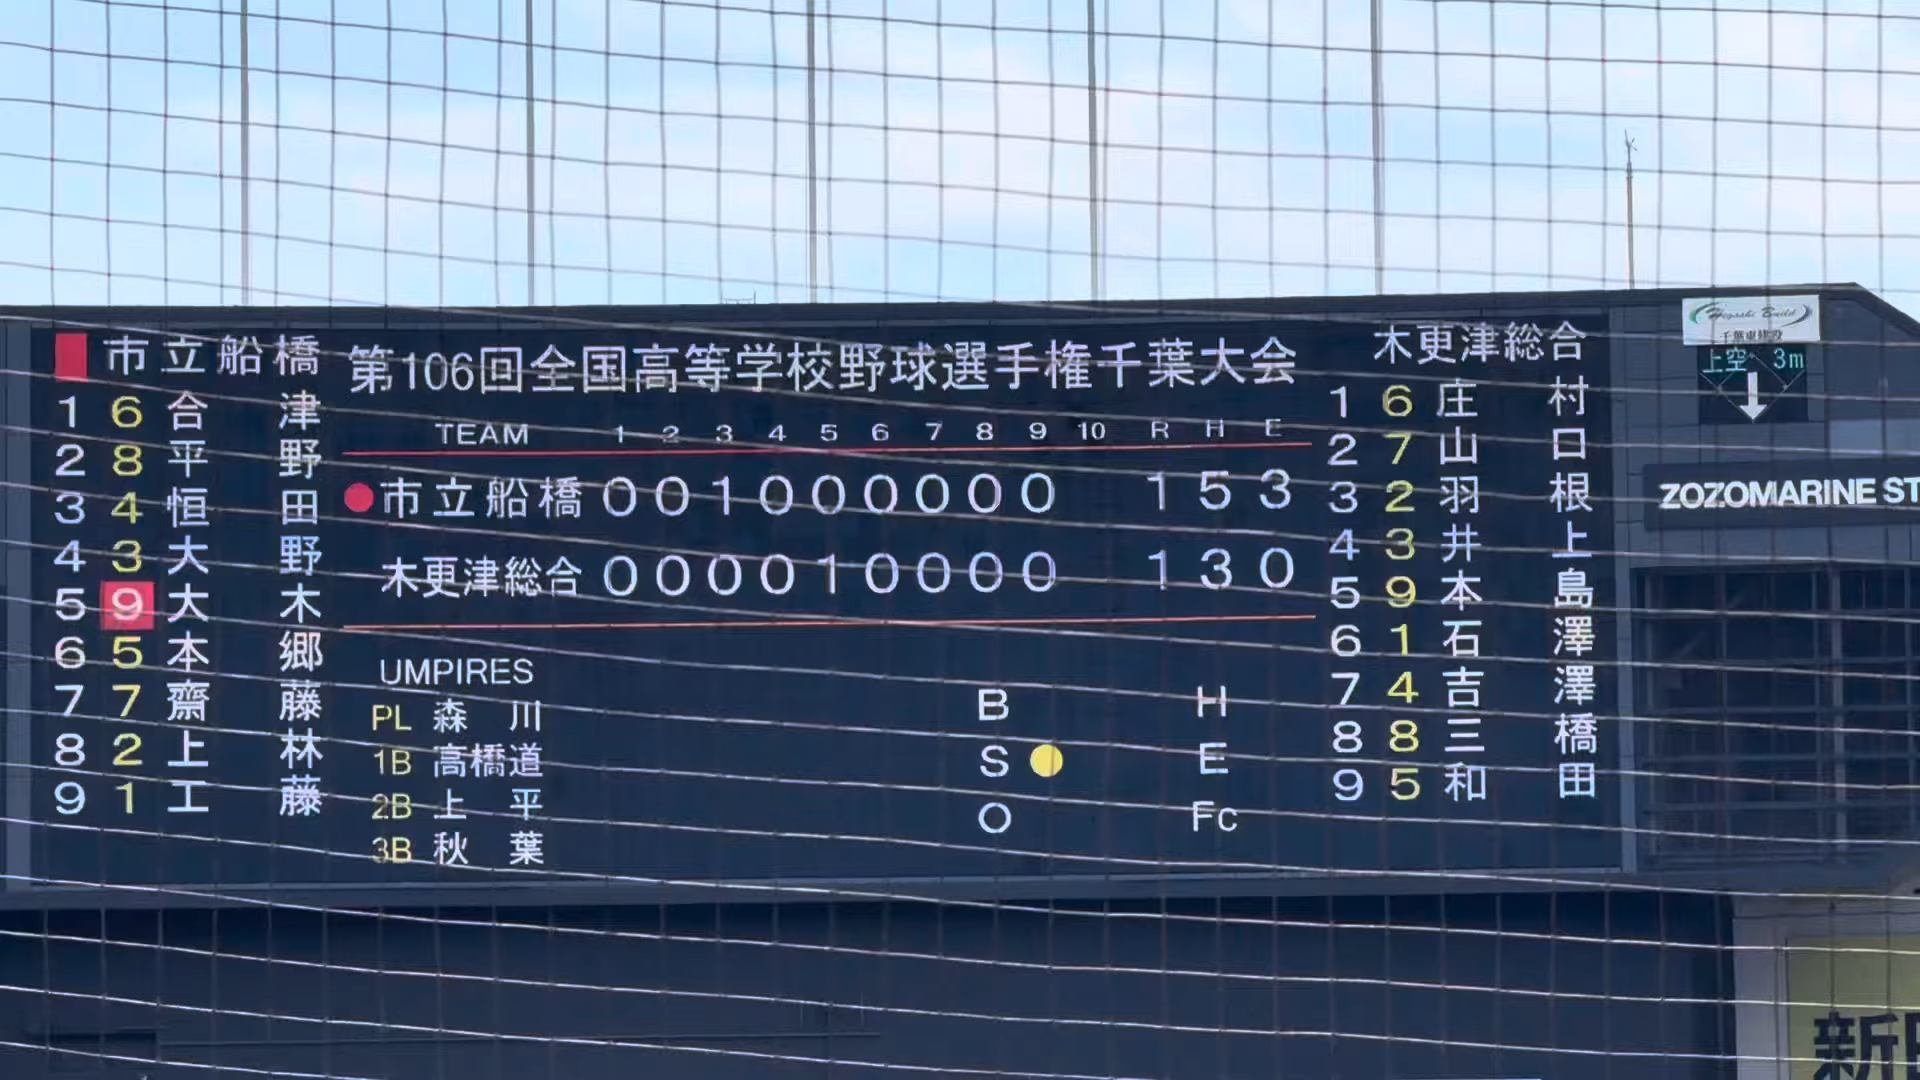 市立船橋
1 6 合津
2 8 平野
3 4 恒田
4 3 大野
5 9 大木
6 5 本郷
7 7 齋藤
8 2 上林
9 1 工藤
第106回全国高等学校野球選手権千葉大会
TEAM 1 2 3 4 5 6 7 8 9 10 R H E
市立船橋 0 0 1 0 0 0 0 0 0 1 5 3
木更津総合 0 0 0 0 1 0 0 0 0 1 3 0
UMPIRES
PL 森川
1B 高橋道
2B 上平
3B 秋葉
B
S
O
H
E
Fc
木更津総合
1 6 庄村
2 7 山口
3 2 羽根
4 3 井上
5 9 本島
6 1 石澤
7 4 吉澤
8 8 三橋
9 5 和田
Higashi Build
千葉東建設
上空 3m
ZOZOMARINE ST
新